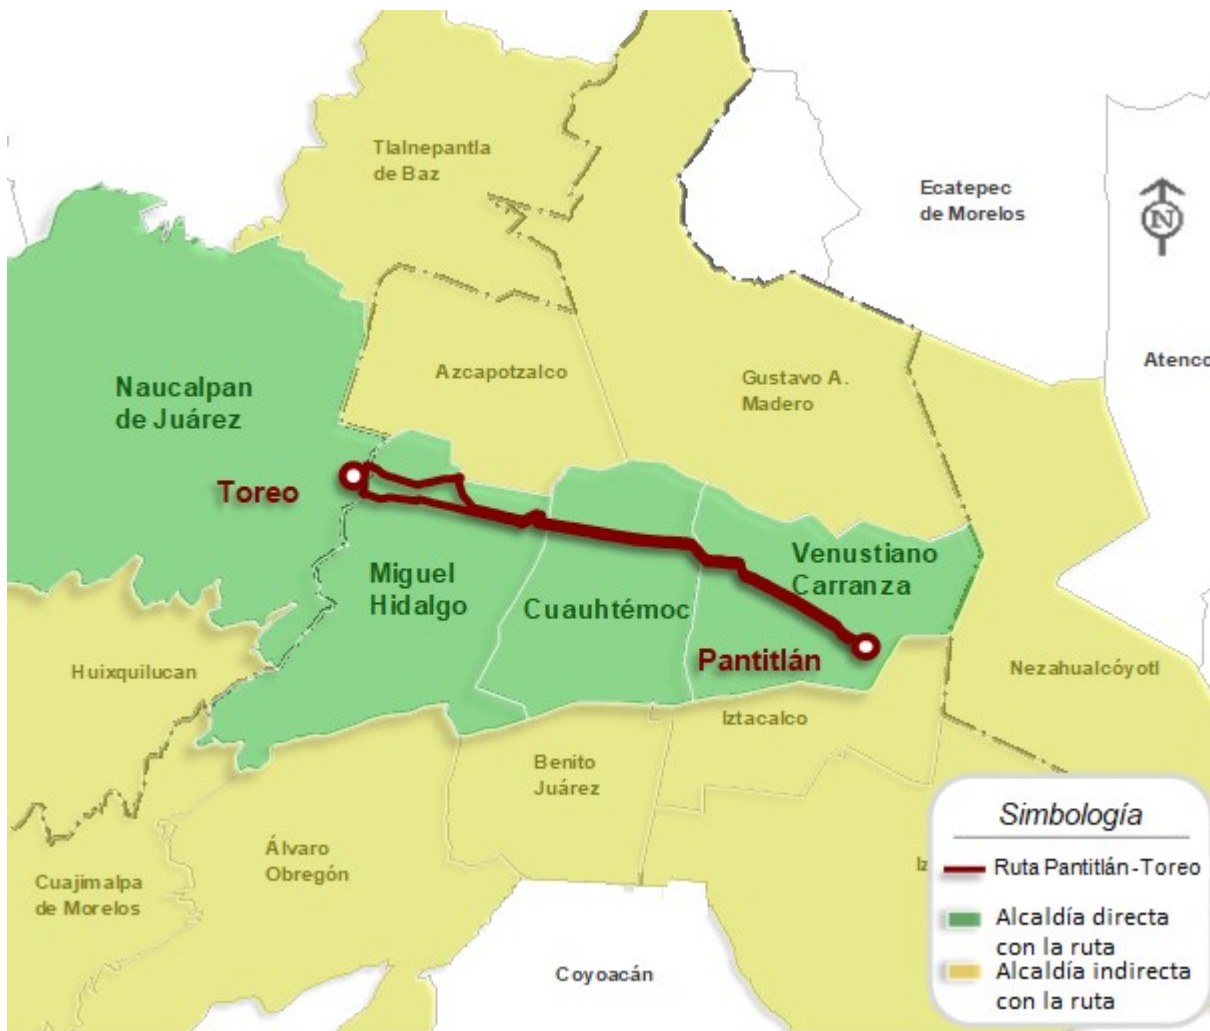 Tlalnepantla
de Baz
Ecatepec
de Morelos
N
Atenco
Azcapotzalco
Gustavo A.
Madero
Naucalpan
de Juárez
Toreo
Miguel
Hidalgo
Cuauhtémoc
Venustiano
Carranza
Pantitlán
Huixquilucan
Nezahualcóyotl
Iztacalco
Benito
Juárez
Álvaro
Obregón
Cuajimalpa
de Morelos
Coyoacán
Simbología
Ruta Pantitlán-Toreo
Alcaldía directa
con la ruta
Alcaldía indirecta
con la ruta